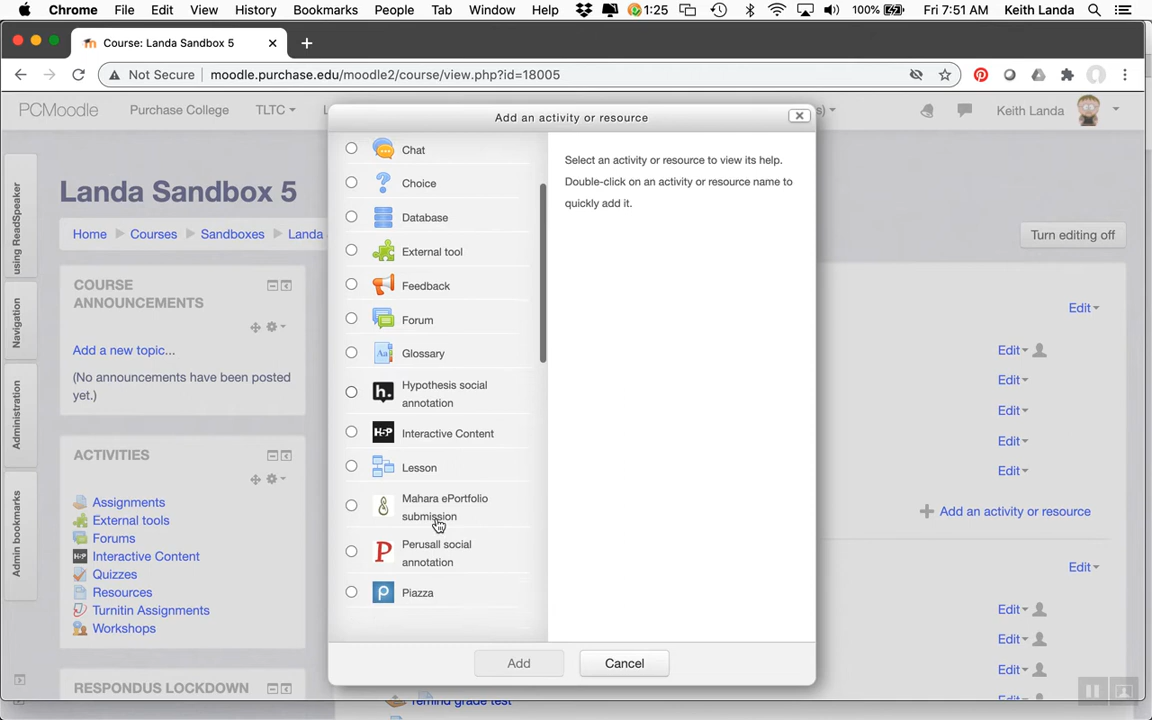 Chrome File Edit View History Bookmarks People Tab Window Help 1:25 100% Fri 7:51 AM Keith Landa
Course: Landa Sandbox 5
Not Secure moodle.purchase.edu/moodle2/course/view.php?id=18005
PCMoodle Purchase College TLTC Keith Landa
Add an activity or resource
using ReadSpeaker
Navigation
Administration
Admin bookmarks
Landa Sandbox 5
Home Courses Sandboxes Landa
Turn editing off
COURSE
ANNOUNCEMENTS
Add a new topic...
(No announcements have been posted
yet.)
ACTIVITIES
Assignments
External tools
Forums
H-P Interactive Content
Quizzes
Resources
Turnitin Assignments
Workshops
RESPONDUS LOCKDOWN
Chat
Choice
Database
External tool
Feedback
Forum
Aa Glossary
h. Hypothesis social
annotation
H-P Interactive Content
Lesson
Mahara ePortfolio
submission
P Perusall social
annotation
p Piazza
Select an activity or resource to view its help.
Double-click on an activity or resource name to
quickly add it.
Add Cancel
Edit
Edit
Edit
Edit
Edit
Edit
Add an activity or resource
Edit
Edit
Edit
Edit
remind grade test